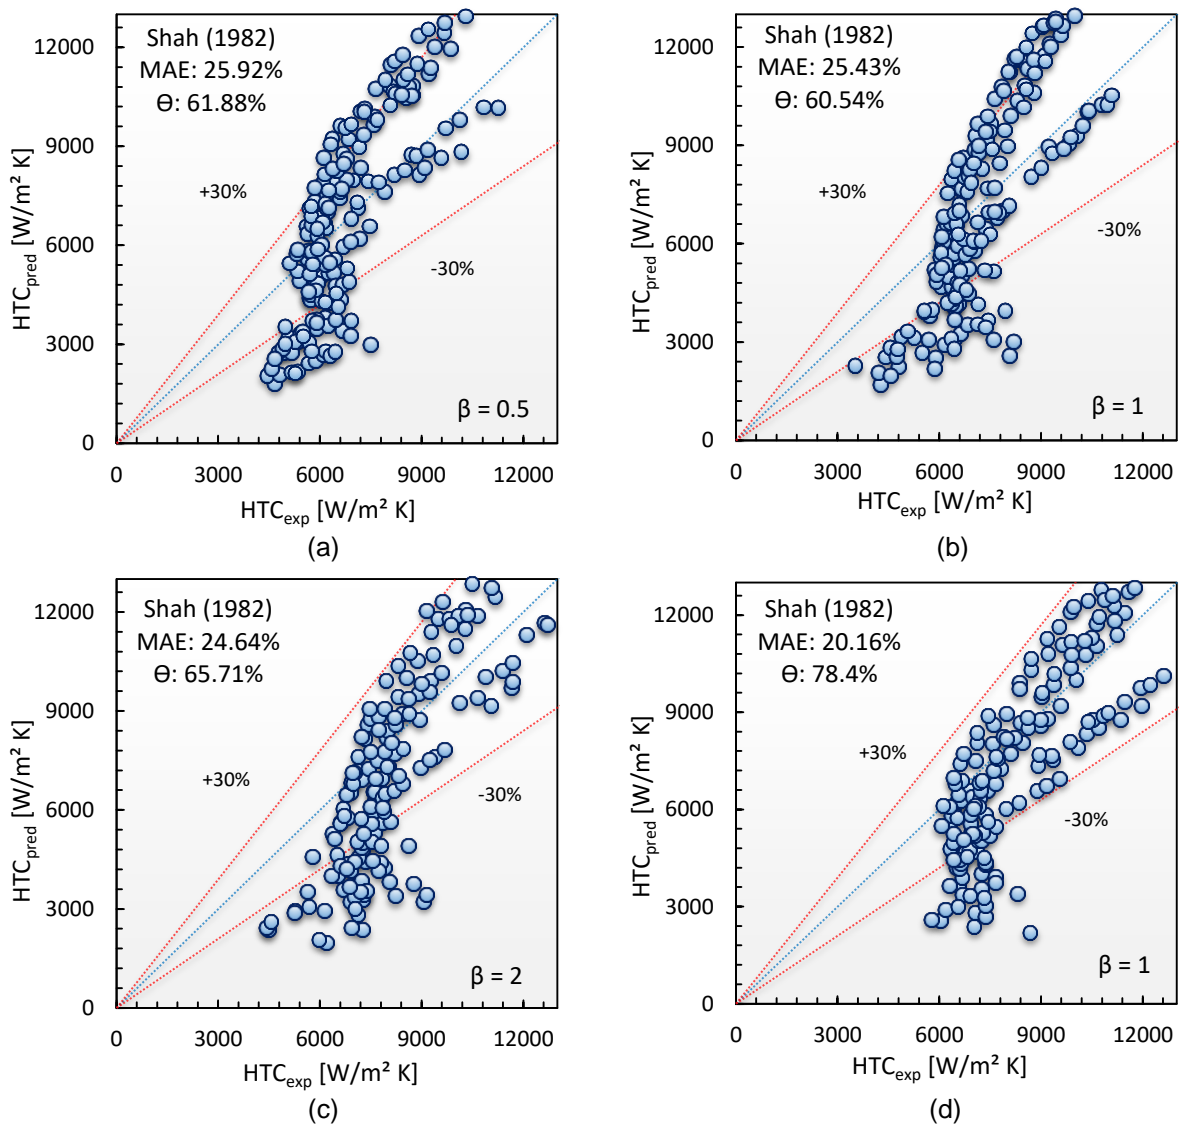 Shah (1982)
MAE: 25.92%
Ө: 61.88%
12000
9000
6000
3000
0
HTCpred [W/m² K]
+30%
-30%
β = 0.5
0 3000 6000 9000 12000
HTCexp [W/m² K]
(a)
Shah (1982)
MAE: 25.43%
Ө: 60.54%
12000
9000
6000
3000
0
HTCpred [W/m² K]
+30%
-30%
β = 1
0 3000 6000 9000 12000
HTCexp [W/m² K]
(b)
Shah (1982)
MAE: 24.64%
Ө: 65.71%
12000
9000
6000
3000
0
HTCpred [W/m² K]
+30%
-30%
β = 2
0 3000 6000 9000 12000
HTCexp [W/m² K]
(c)
Shah (1982)
MAE: 20.16%
Ө: 78.4%
12000
9000
6000
3000
0
HTCpred [W/m² K]
+30%
-30%
β = 1
0 3000 6000 9000 12000
HTCexp [W/m² K]
(d)